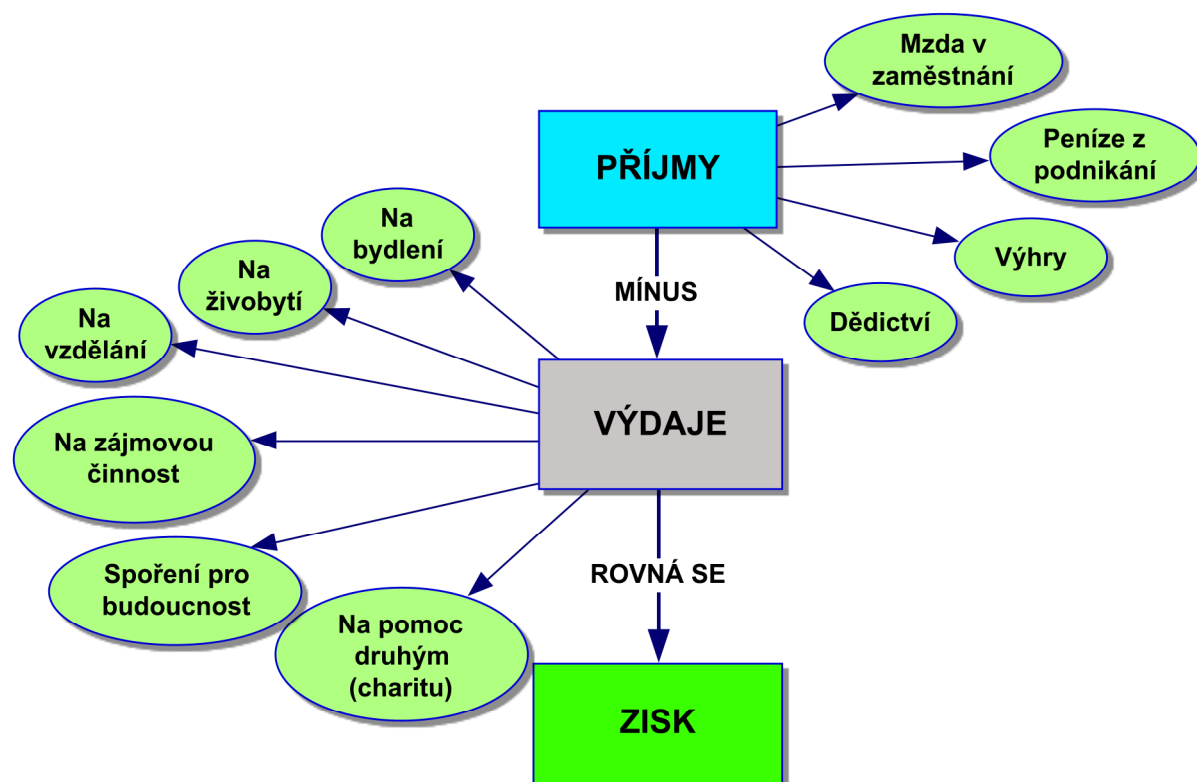 Mzda v
zaměstnání
PŘÍJMY
Peníze z
podnikání
Výhry
Dědictví
MÍNUS
Na
bydlení
Na
živobytí
Na
vzdělání
VÝDAJE
Na zájmovou
činnost
Spoření pro
budoucnost
Na pomoc
druhým
(charitu)
ROVNÁ SE
ZISK